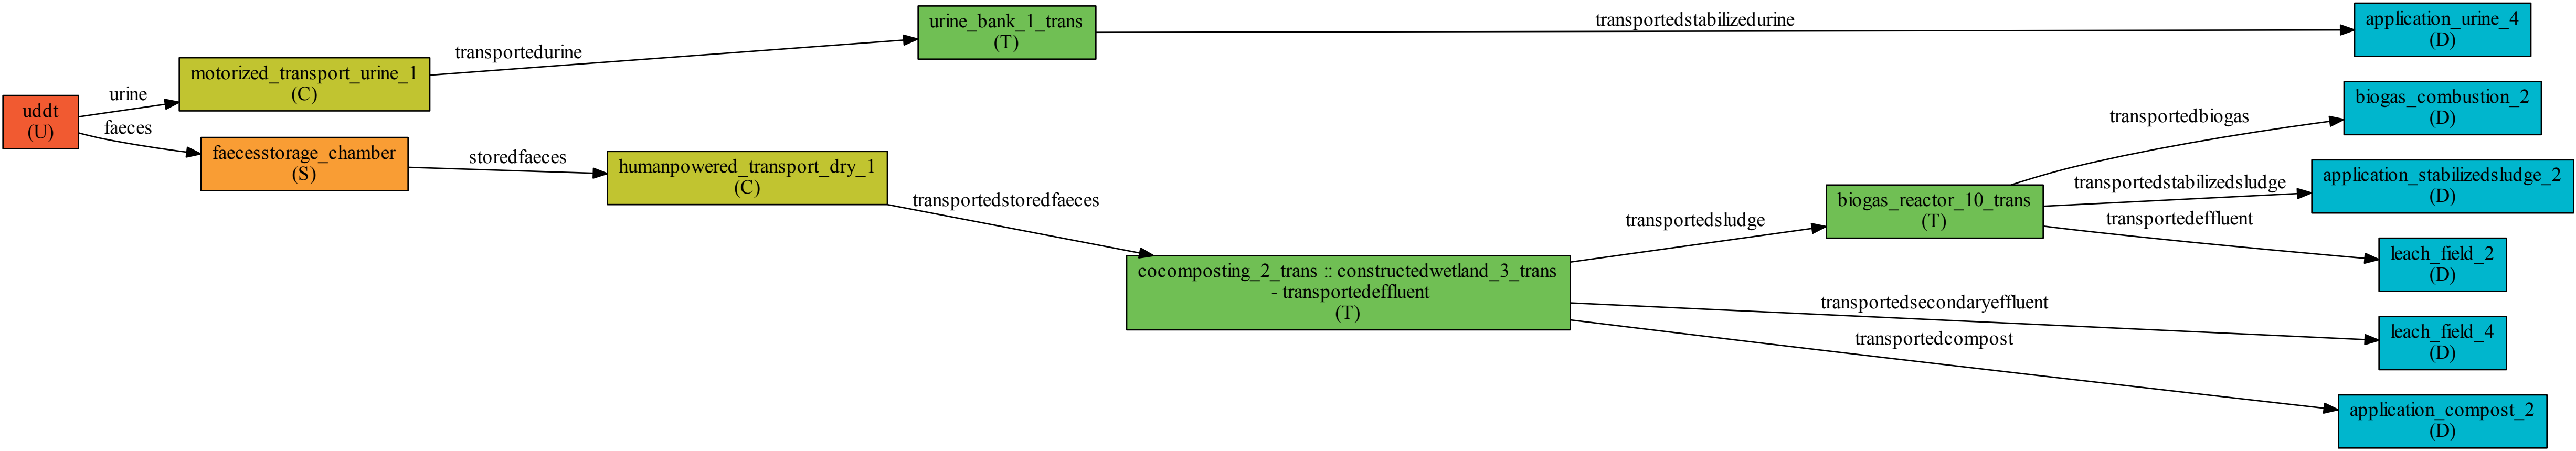 uddt
(U)
urine
faeces
motorized_transport_urine_1
(C)
faecesstorage_chamber
(S)
transportedurine
storedfaeces
humanpowered_transport_dry_1
(C)
urine_bank_1_trans
(T)
transportedstoredfaeces
cocomposting_2_trans :: constructedwetland_3_trans
- transportedeffluent
(T)
transportedstabilizedurine
transportedsludge
transportedsecondaryeffluent
transportedcompost
biogas_reactor_10_trans
(T)
transportedbiogas
transportedstabilizedsludge
transportedeffluent
application_urine_4
(D)
biogas_combustion_2
(D)
application_stabilizedsludge_2
(D)
leach_field_2
(D)
leach_field_4
(D)
application_compost_2
(D)